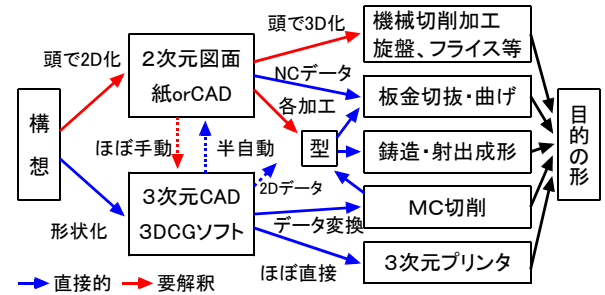 構
想
頭で2D化
形状化
2次元図面
紙orCAD
ほぼ手動
半自動
3次元CAD
3DCGソフト
頭で3D化
NCデータ
各加工
型
2Dデータ
データ変換
ほぼ直接
機械切削加工
旋盤、フライス等
板金切抜・曲げ
鋳造・射出成形
MC切削
3次元プリンタ
目的の形
直接的
要解釈